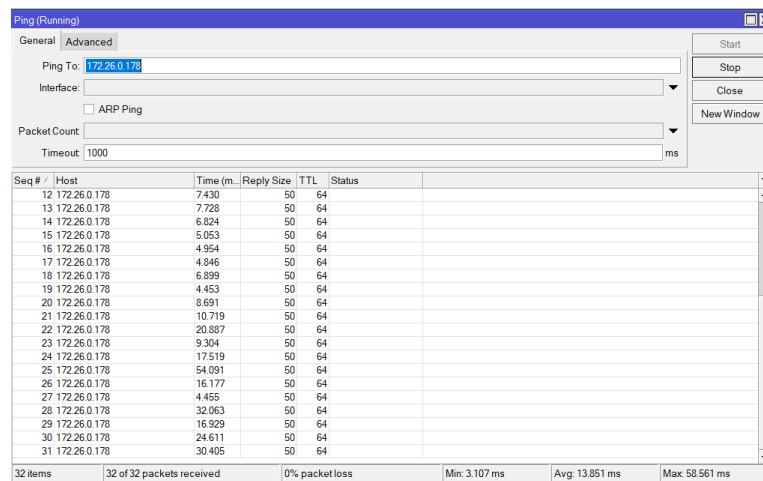 Ping (Running)
General Advanced
Start
Ping To: 172.26.0.178
Stop
Interface:
Close
ARP Ping
New Window
Packet Count:
Timeout: 1000 ms
Seq # Host Time (m... Reply Size TTL Status
12 172.26.0.178 7.430 50 64
13 172.26.0.178 7.728 50 64
14 172.26.0.178 6.824 50 64
15 172.26.0.178 5.053 50 64
16 172.26.0.178 4.954 50 64
17 172.26.0.178 4.846 50 64
18 172.26.0.178 6.899 50 64
19 172.26.0.178 4.453 50 64
20 172.26.0.178 8.691 50 64
21 172.26.0.178 10.719 50 64
22 172.26.0.178 20.887 50 64
23 172.26.0.178 9.304 50 64
24 172.26.0.178 17.519 50 64
25 172.26.0.178 54.091 50 64
26 172.26.0.178 16.177 50 64
27 172.26.0.178 4.455 50 64
28 172.26.0.178 32.063 50 64
29 172.26.0.178 16.929 50 64
30 172.26.0.178 24.611 50 64
31 172.26.0.178 30.405 50 64
32 items 32 of 32 packets received 0% packet loss Min: 3.107 ms Avg: 13.851 ms Max: 58.561 ms